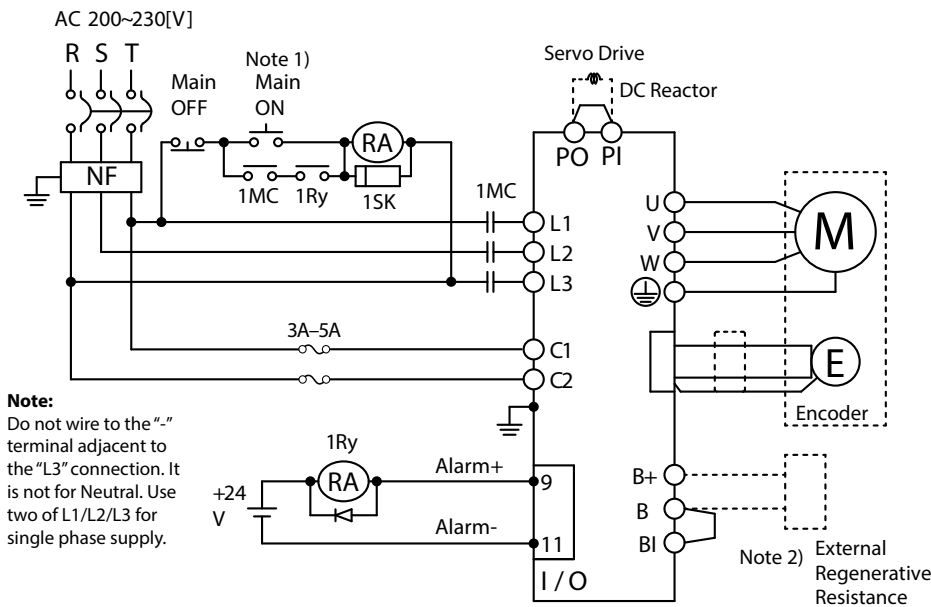 AC 200~230[V]
R S T
Note 1)
Main
OFF
Main
ON
RA
NF
1MC
1Ry
1SK
1MC
Servo Drive
DC Reactor
PO PI
L1
L2
L3
U
V
W
M
3A–5A
C1
C2
E
Encoder
Note:
Do not wire to the "-"
terminal adjacent to
the "L3" connection. It
is not for Neutral. Use
two of L1/L2/L3 for
single phase supply.
1Ry
RA
+24
V
Alarm+
9
Alarm-
11
I / O
B+
B
BI
Note 2)
External
Regenerative
Resistance